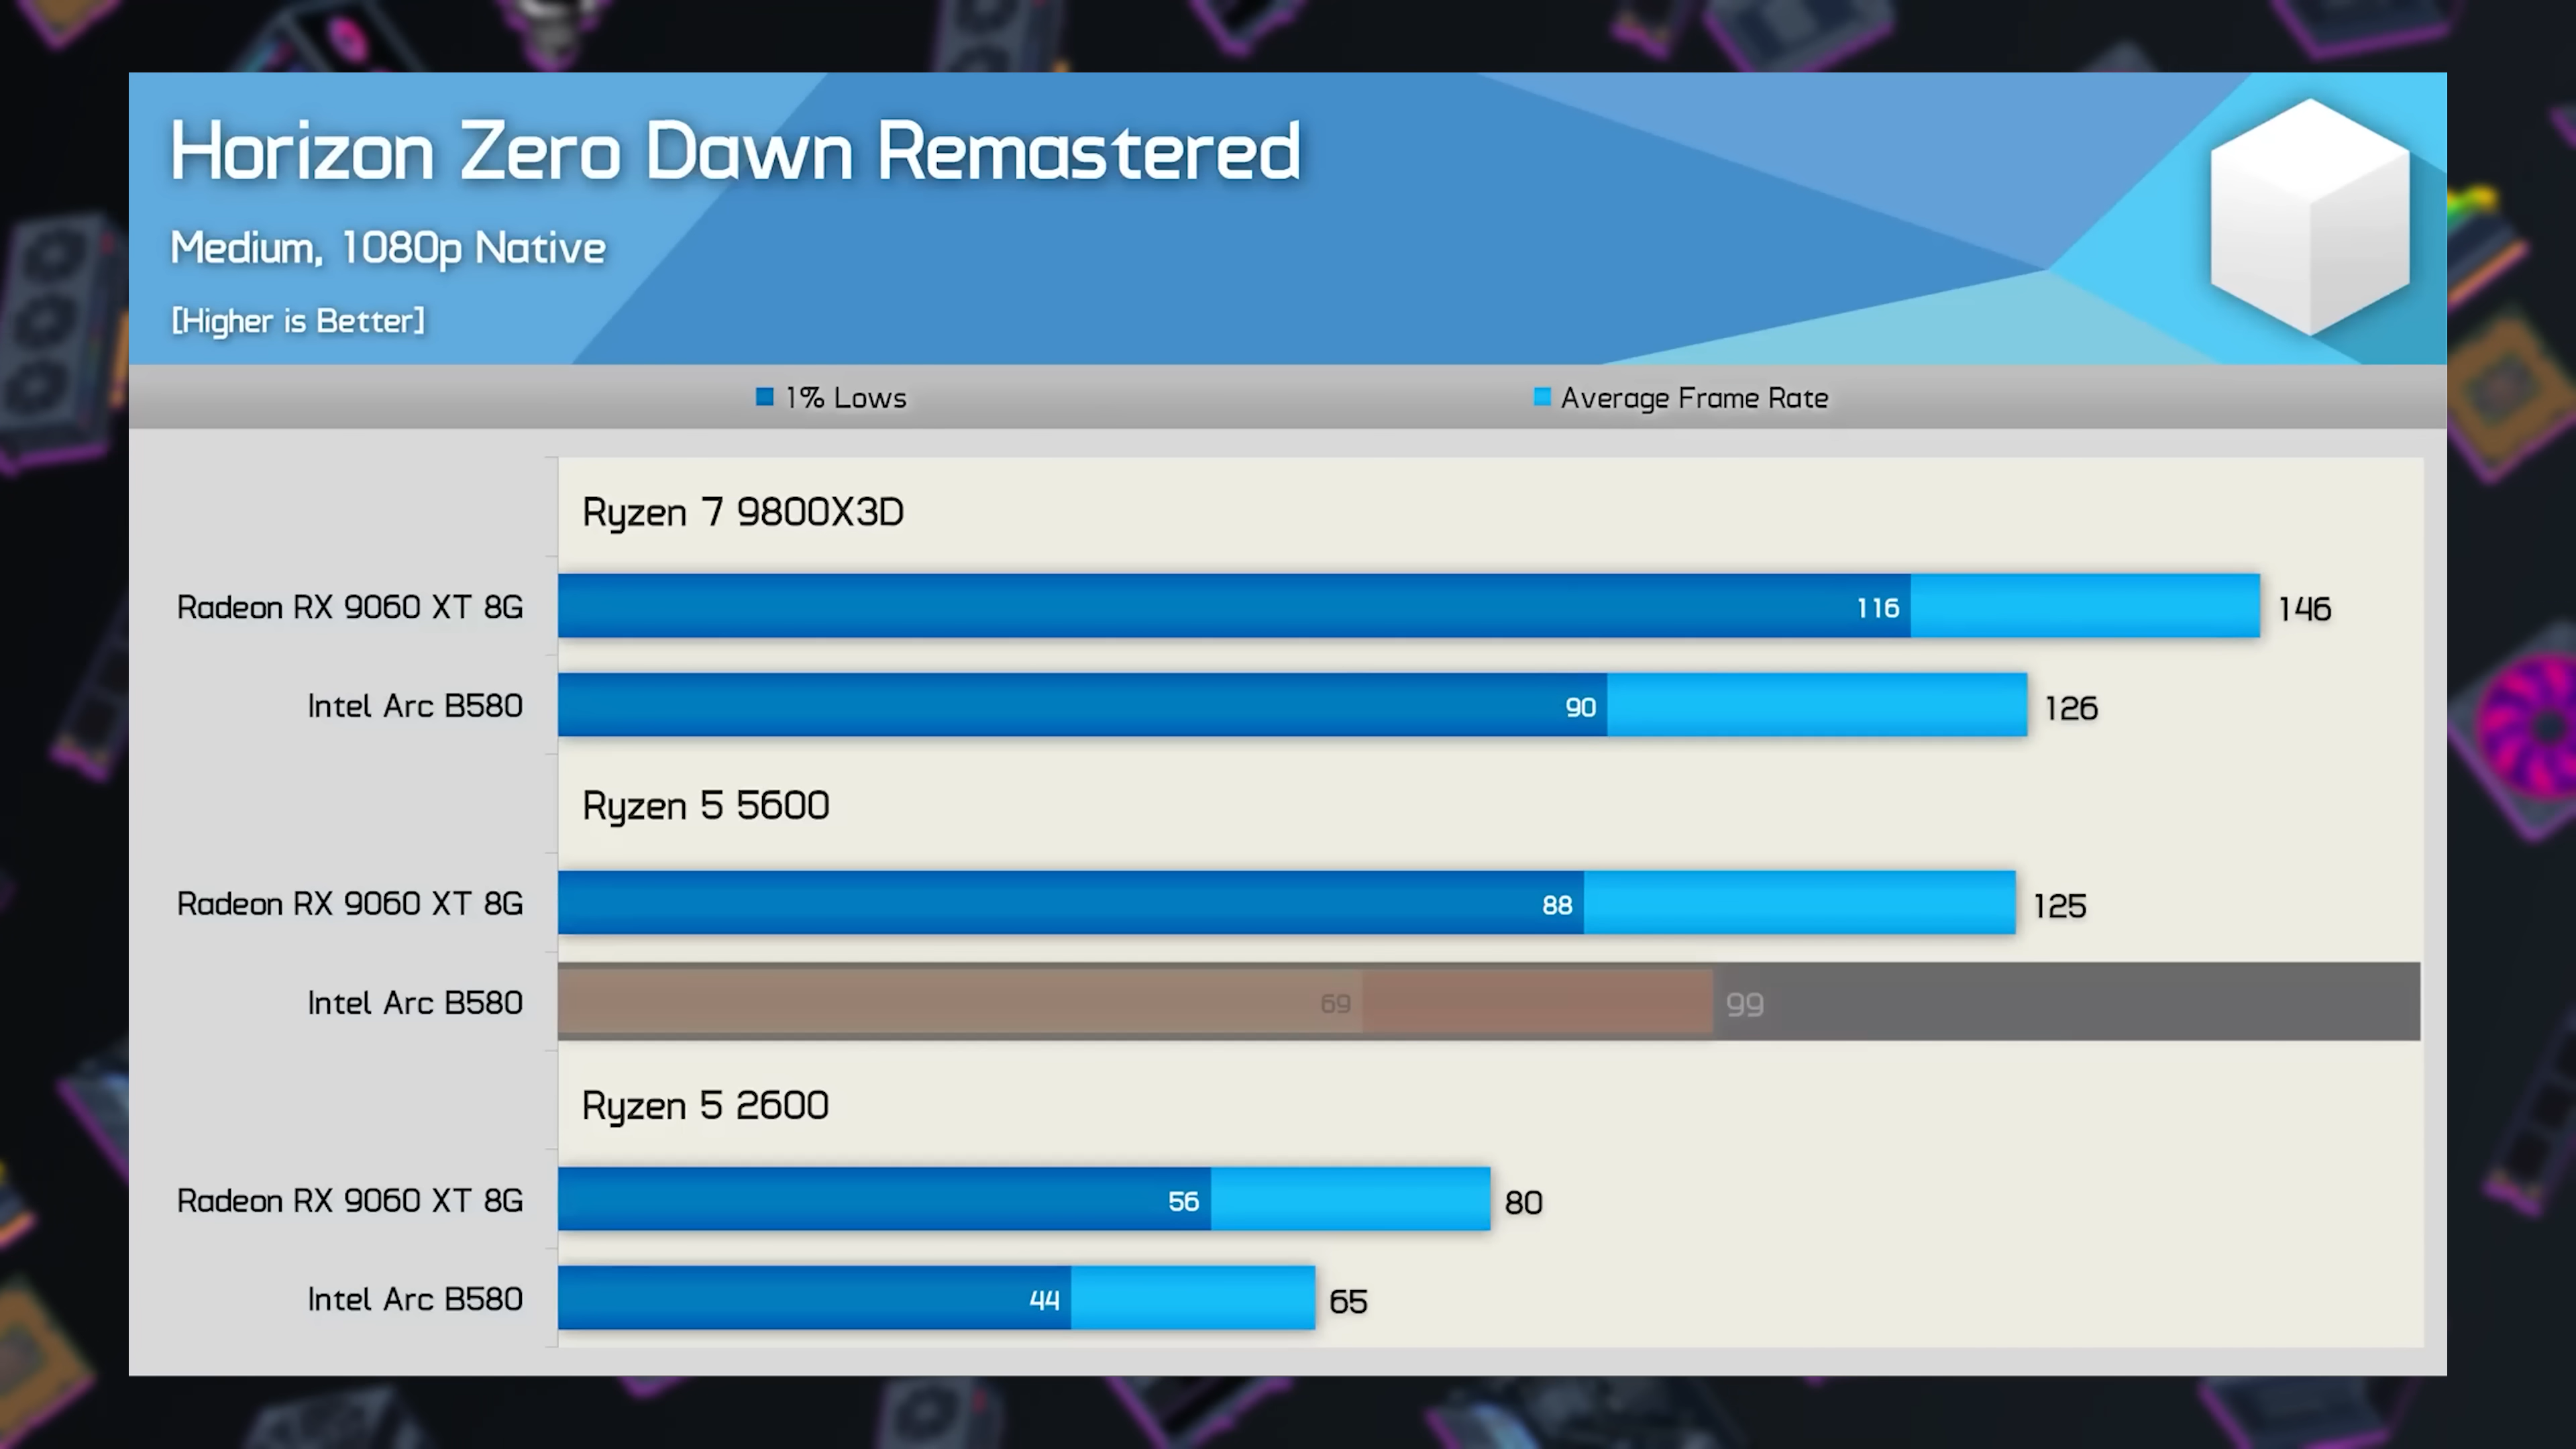 Horizon Zero Dawn Remastered
Medium, 1080p Native
[Higher is Better]
1% Lows
Average Frame Rate
Ryzen 7 9800X3D
Radeon RX 9060 XT 8G 116 146
Intel Arc B580 90 126
Ryzen 5 5600
Radeon RX 9060 XT 8G 88 125
Intel Arc B580 69 99
Ryzen 5 2600
Radeon RX 9060 XT 8G 56 80
Intel Arc B580 44 65